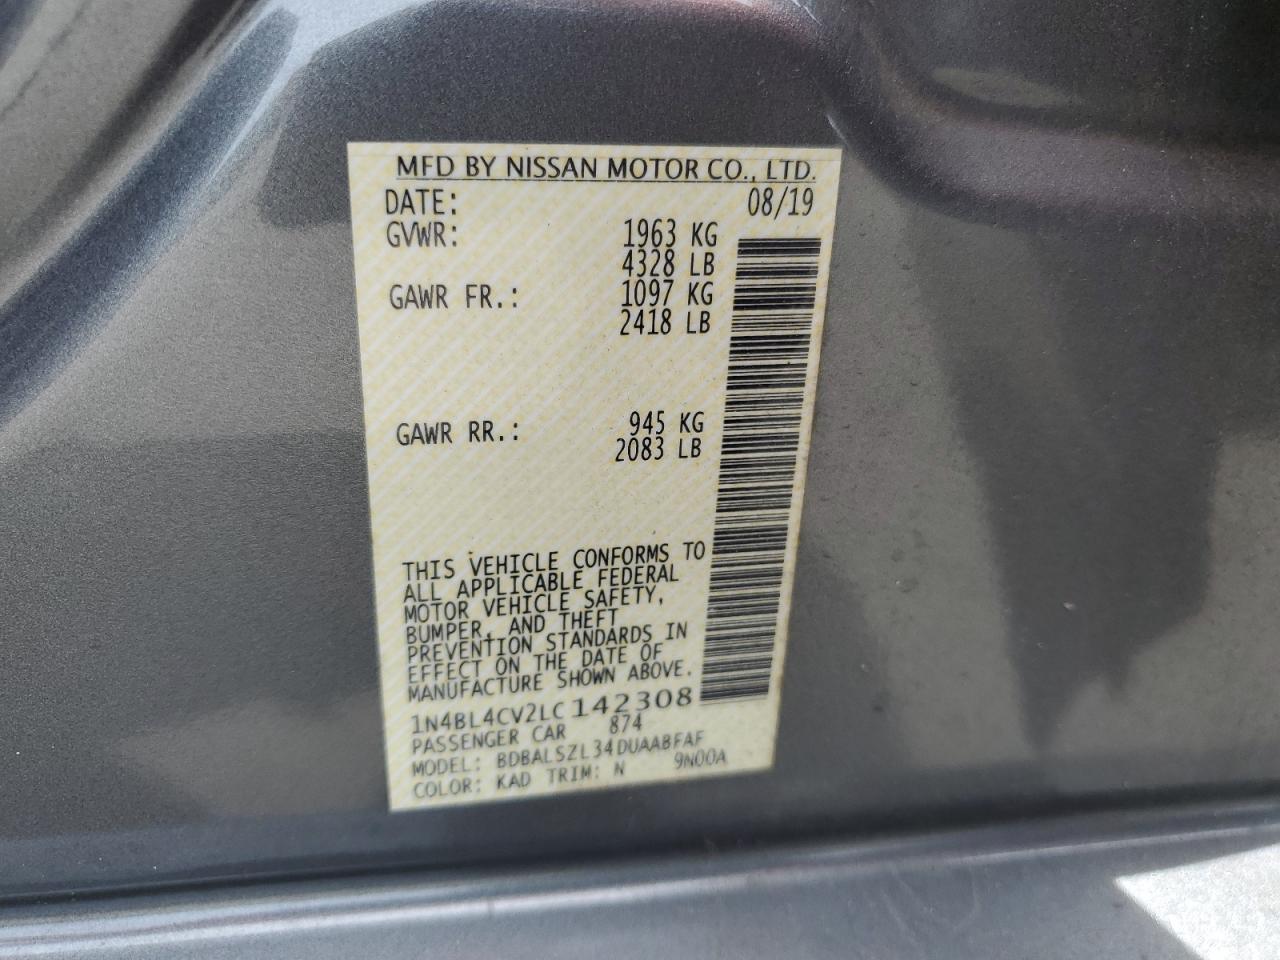 MFD BY NISSAN MOTOR CO., LTD.
DATE: 08/19
GVWR: 1963 KG
4328 LB
GAWR FR.: 1097 KG
2418 LB
GAWR RR.: 945 KG
2083 LB
THIS VEHICLE CONFORMS TO
ALL APPLICABLE FEDERAL
MOTOR VEHICLE SAFETY,
BUMPER, AND THEFT
PREVENTION STANDARDS IN
EFFECT ON THE DATE OF
MANUFACTURE SHOWN ABOVE.
1N4BL4CV2LC142308
PASSENGER CAR 874
MODEL: BDBALSZL34DUAABFAF
COLOR: KAD TRIM: N 9N00A